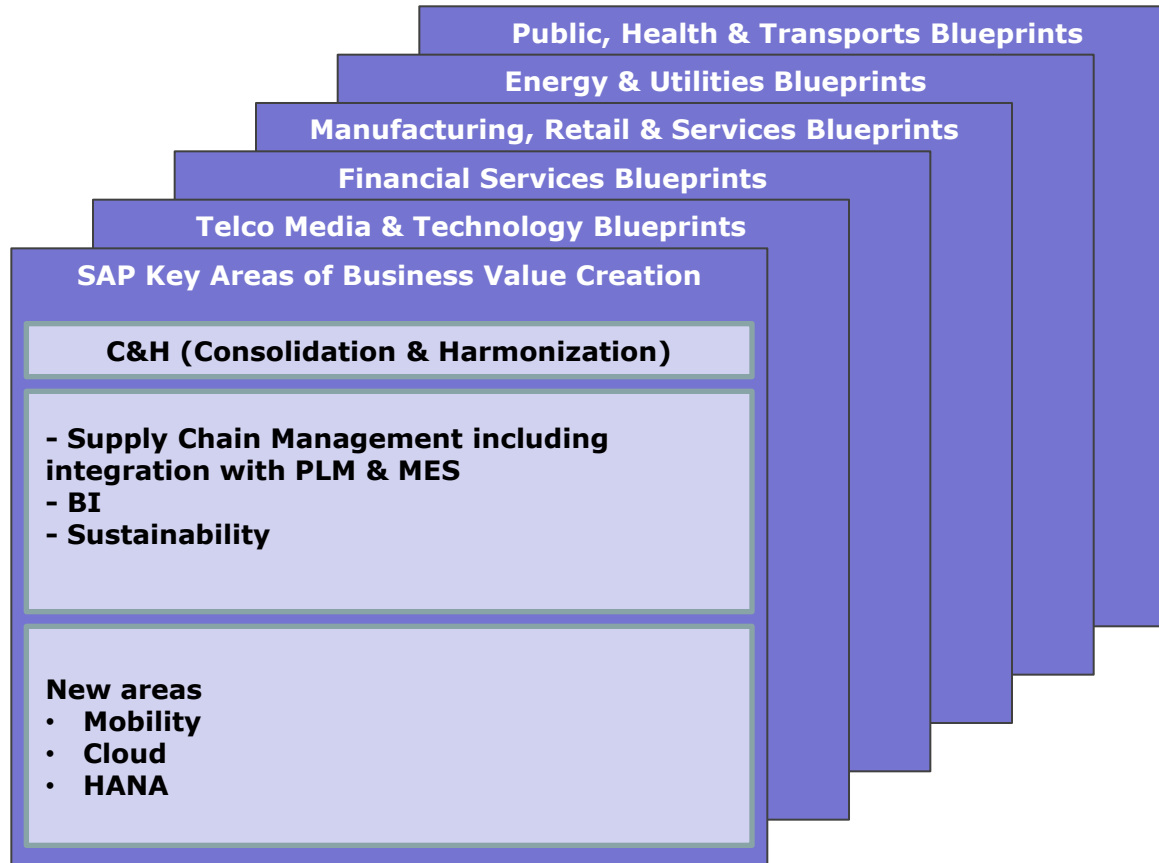 Public, Health & Transports Blueprints
Energy & Utilities Blueprints
Manufacturing, Retail & Services Blueprints
Financial Services Blueprints
Telco Media & Technology Blueprints
SAP Key Areas of Business Value Creation
C&H (Consolidation & Harmonization)
- Supply Chain Management including
integration with PLM & MES
- BI
- Sustainability
New areas
• Mobility
• Cloud
• HANA